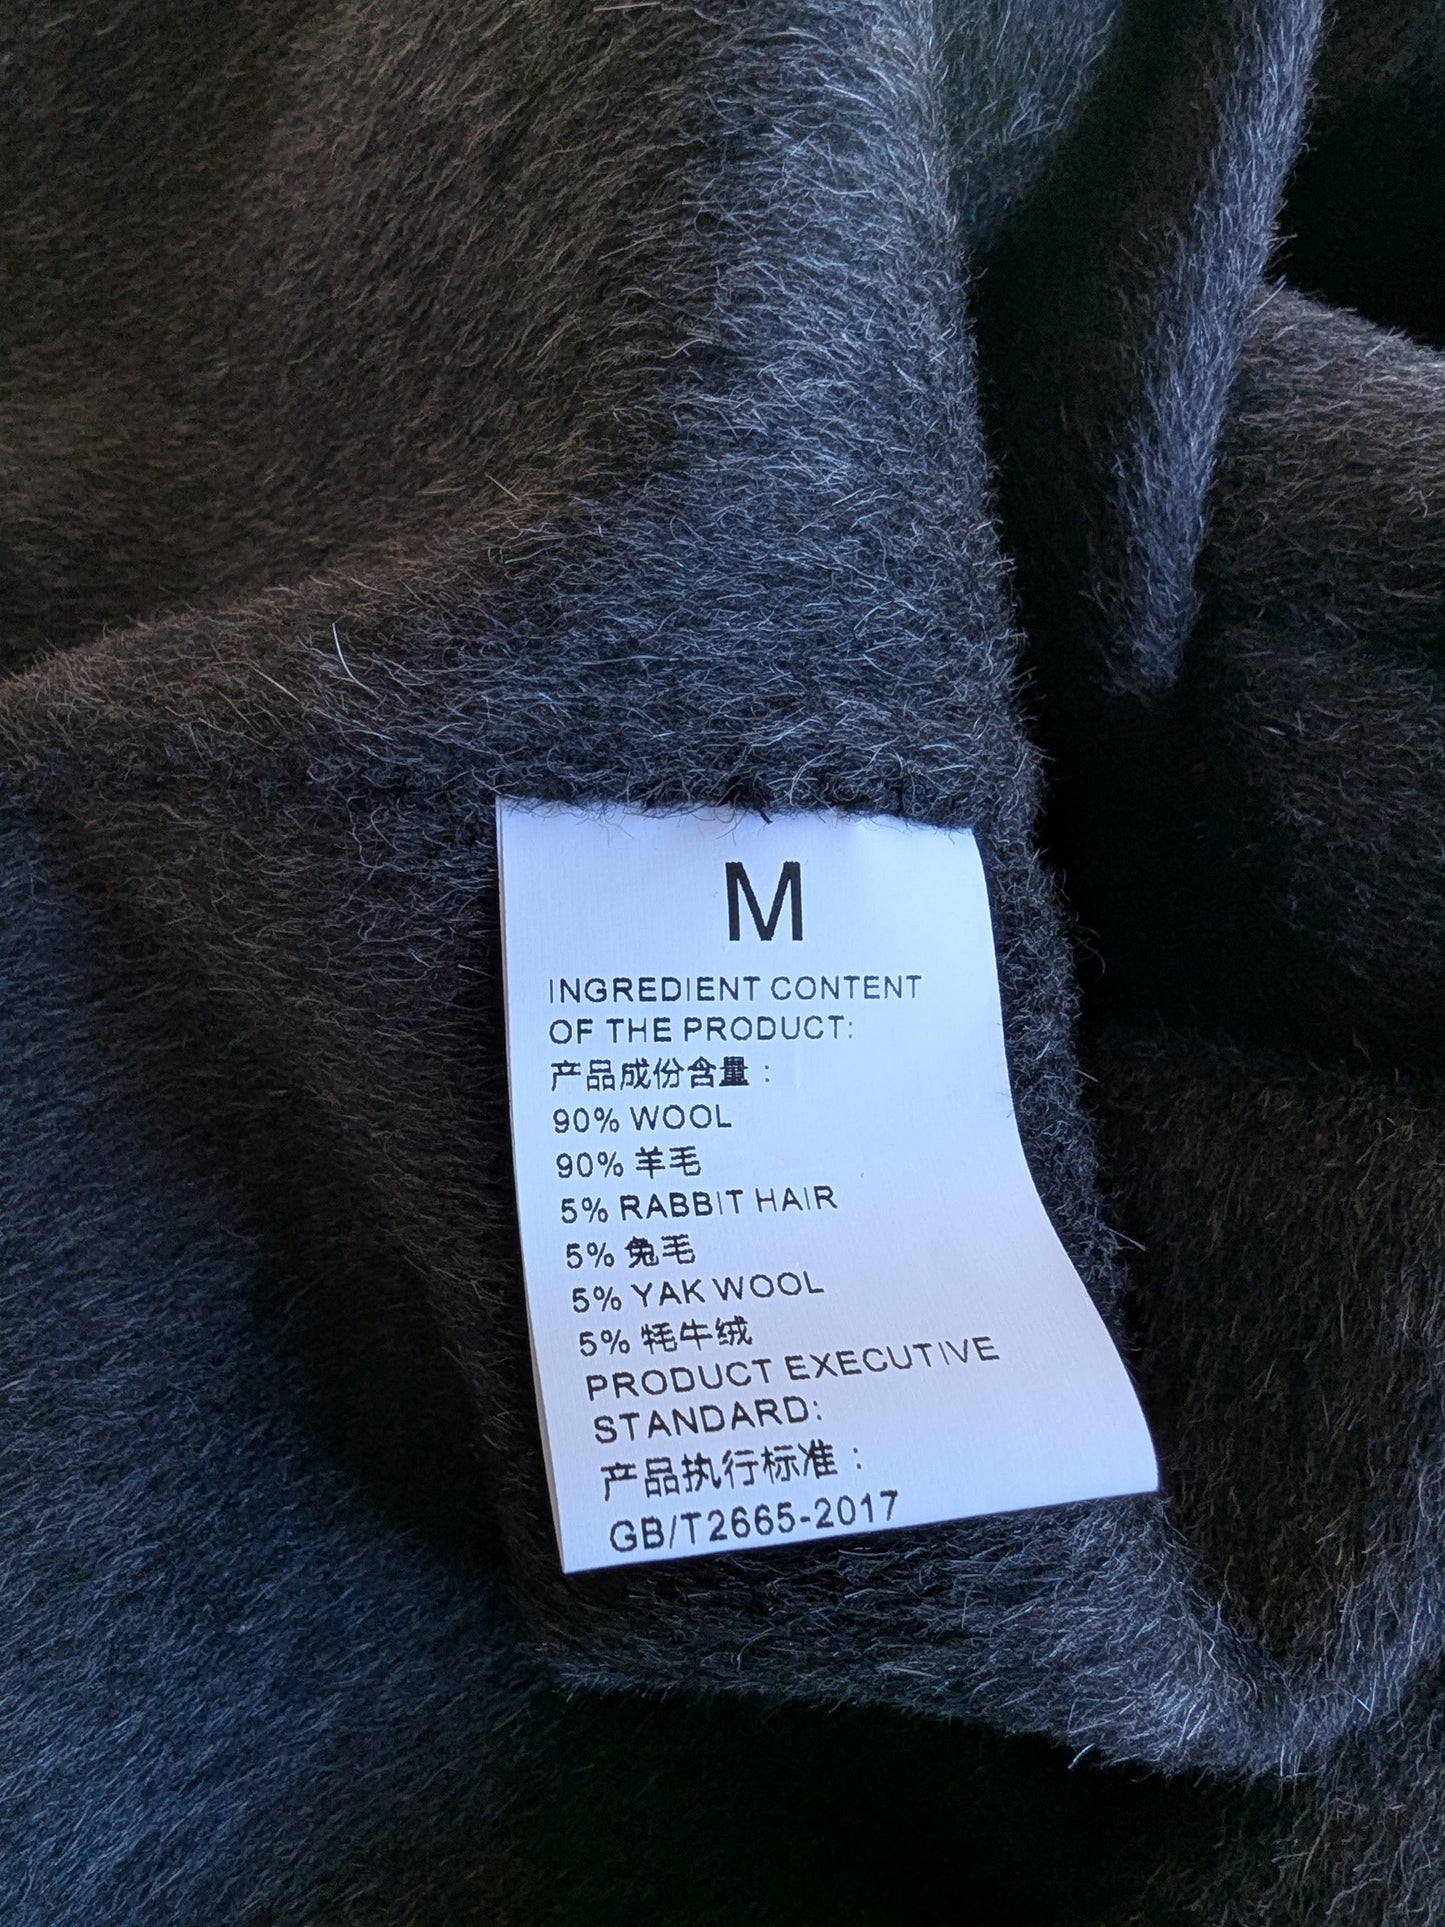 M
INGREDIENT CONTENT
OF THE PRODUCT:
产品成份含量：
90% WOOL
90% 羊毛
5% RABBIT HAIR
5% 兔毛
5% YAK WOOL
5% 牦牛绒
PRODUCT EXECUTIVE
STANDARD:
产品执行标准：
GB/T2665-2017